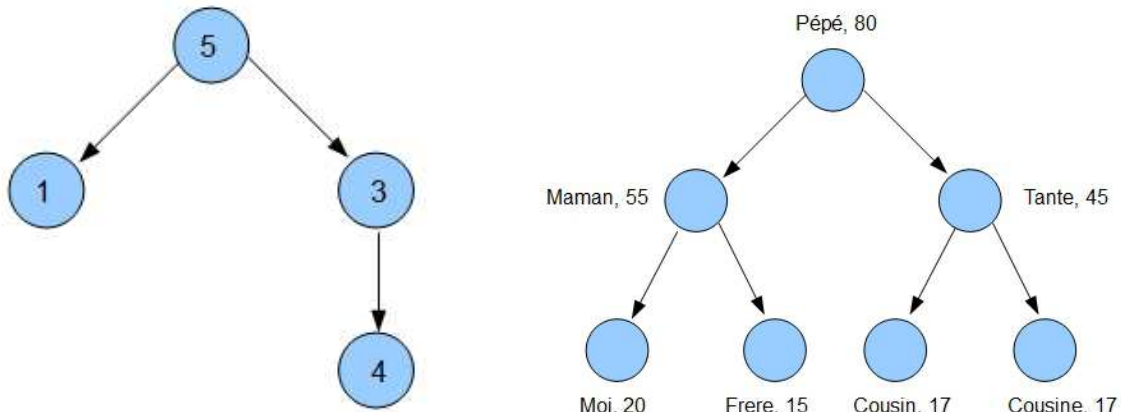 5
1
3
4
Pépé, 80
Maman, 55
Tante, 45
Moi, 20
Frere, 15
Cousin, 17
Cousine, 17